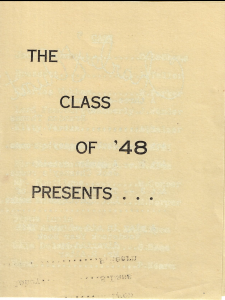 THE
CLASS
OF '48
PRESENTS . . .